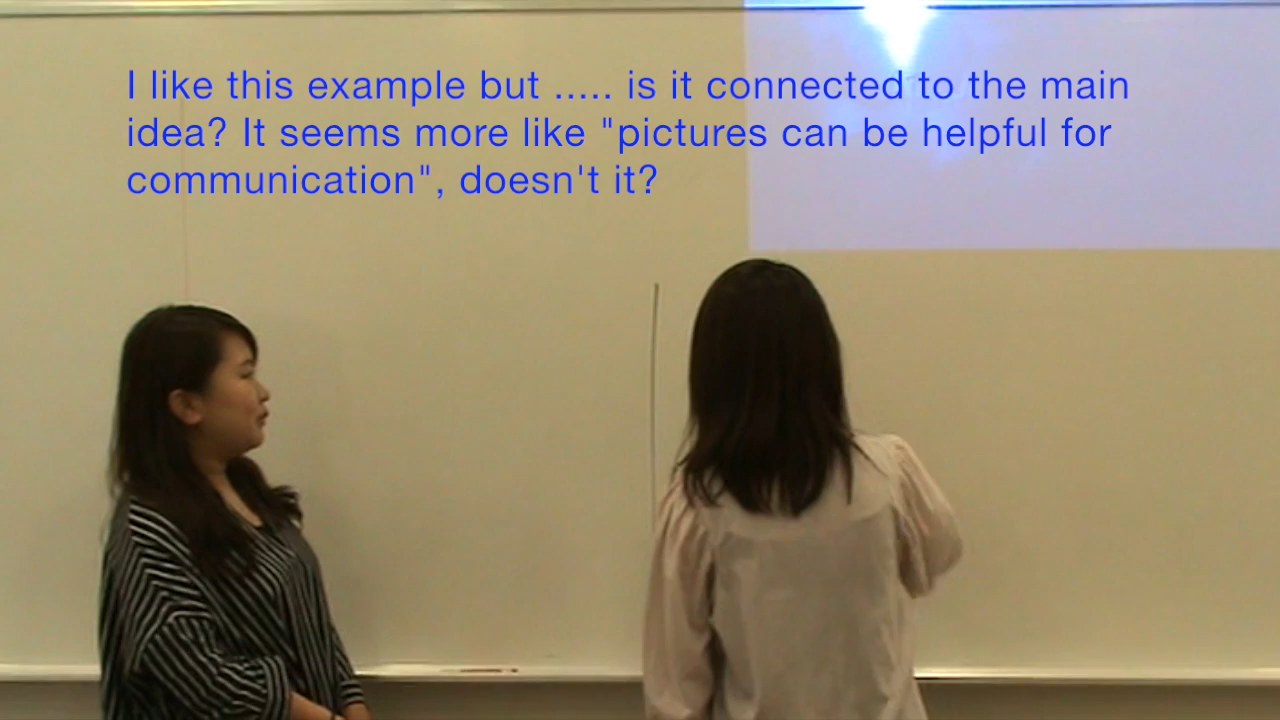 I like this example but ..... is it connected to the main
idea? It seems more like "pictures can be helpful for
communication", doesn't it?